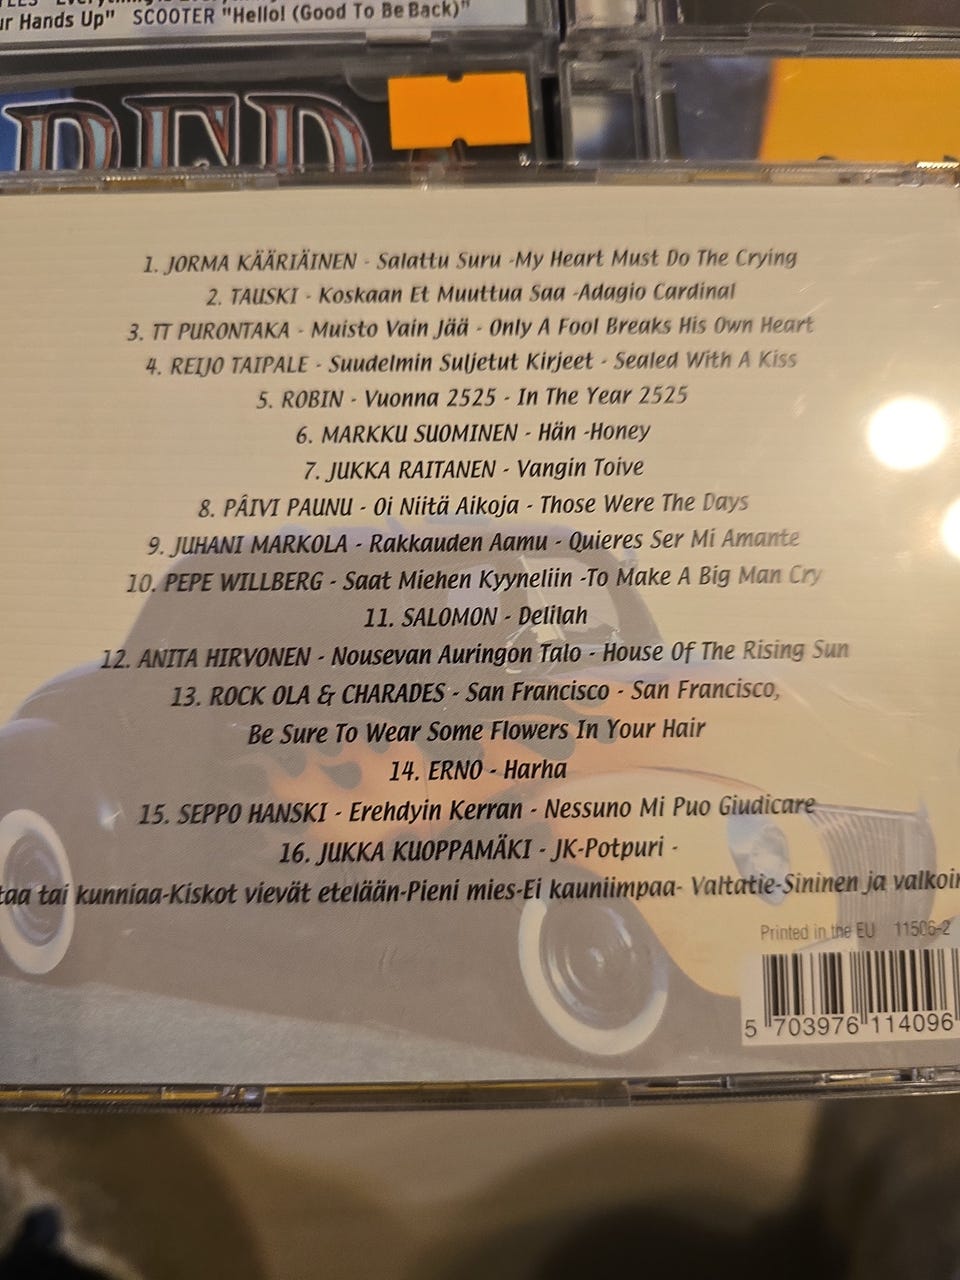 "Hands Up" SCOOTER "Hello! (Good To Be Back)"
RED
1. JORMA KÄÄRIÄINEN - Salattu Suru -My Heart Must Do The Crying
2. TAUSKI - Koskaan Et Muuttua Saa -Adagio Cardinal
3. TT PURONTAKA - Muisto Vain Jää - Only A Fool Breaks His Own Heart
4. REIJO TAIPALE - Suudelmin Suljetut Kirjeet - Sealed With A Kiss
5. ROBIN - Vuonna 2525 - In The Year 2525
6. MARKKU SUOMINEN - Hän -Honey
7. JUKKA RAITANEN - Vangin Toive
8. PÂIVI PAUNU - Oi Niitä Aikoja - Those Were The Days
9. JUHANI MARKOLA - Rakkauden Aamu - Quieres Ser Mi Amante
10. PEPE WILLBERG - Saat Miehen Kyyneliin -To Make A Big Man Cry
11. SALOMON - Delilah
12. ANITA HIRVONEN - Nousevan Auringon Talo - House Of The Rising Sun
13. ROCK OLA & CHARADES - San Francisco - San Francisco,
Be Sure To Wear Some Flowers In Your Hair
14. ERNO - Harha
15. SEPPO HANSKI - Erehdyin Kerran - Nessuno Mi Puo Giudicare
16. JUKKA KUOPPAMÄKI - JK-Potpuri -
taa tai kunniaa-Kiskot vievät etelään-Pieni mies-Ei kauniimpaa- Valtatie-Sininen ja valkoin
Printed in the EU 11506-2
5 703976 114096